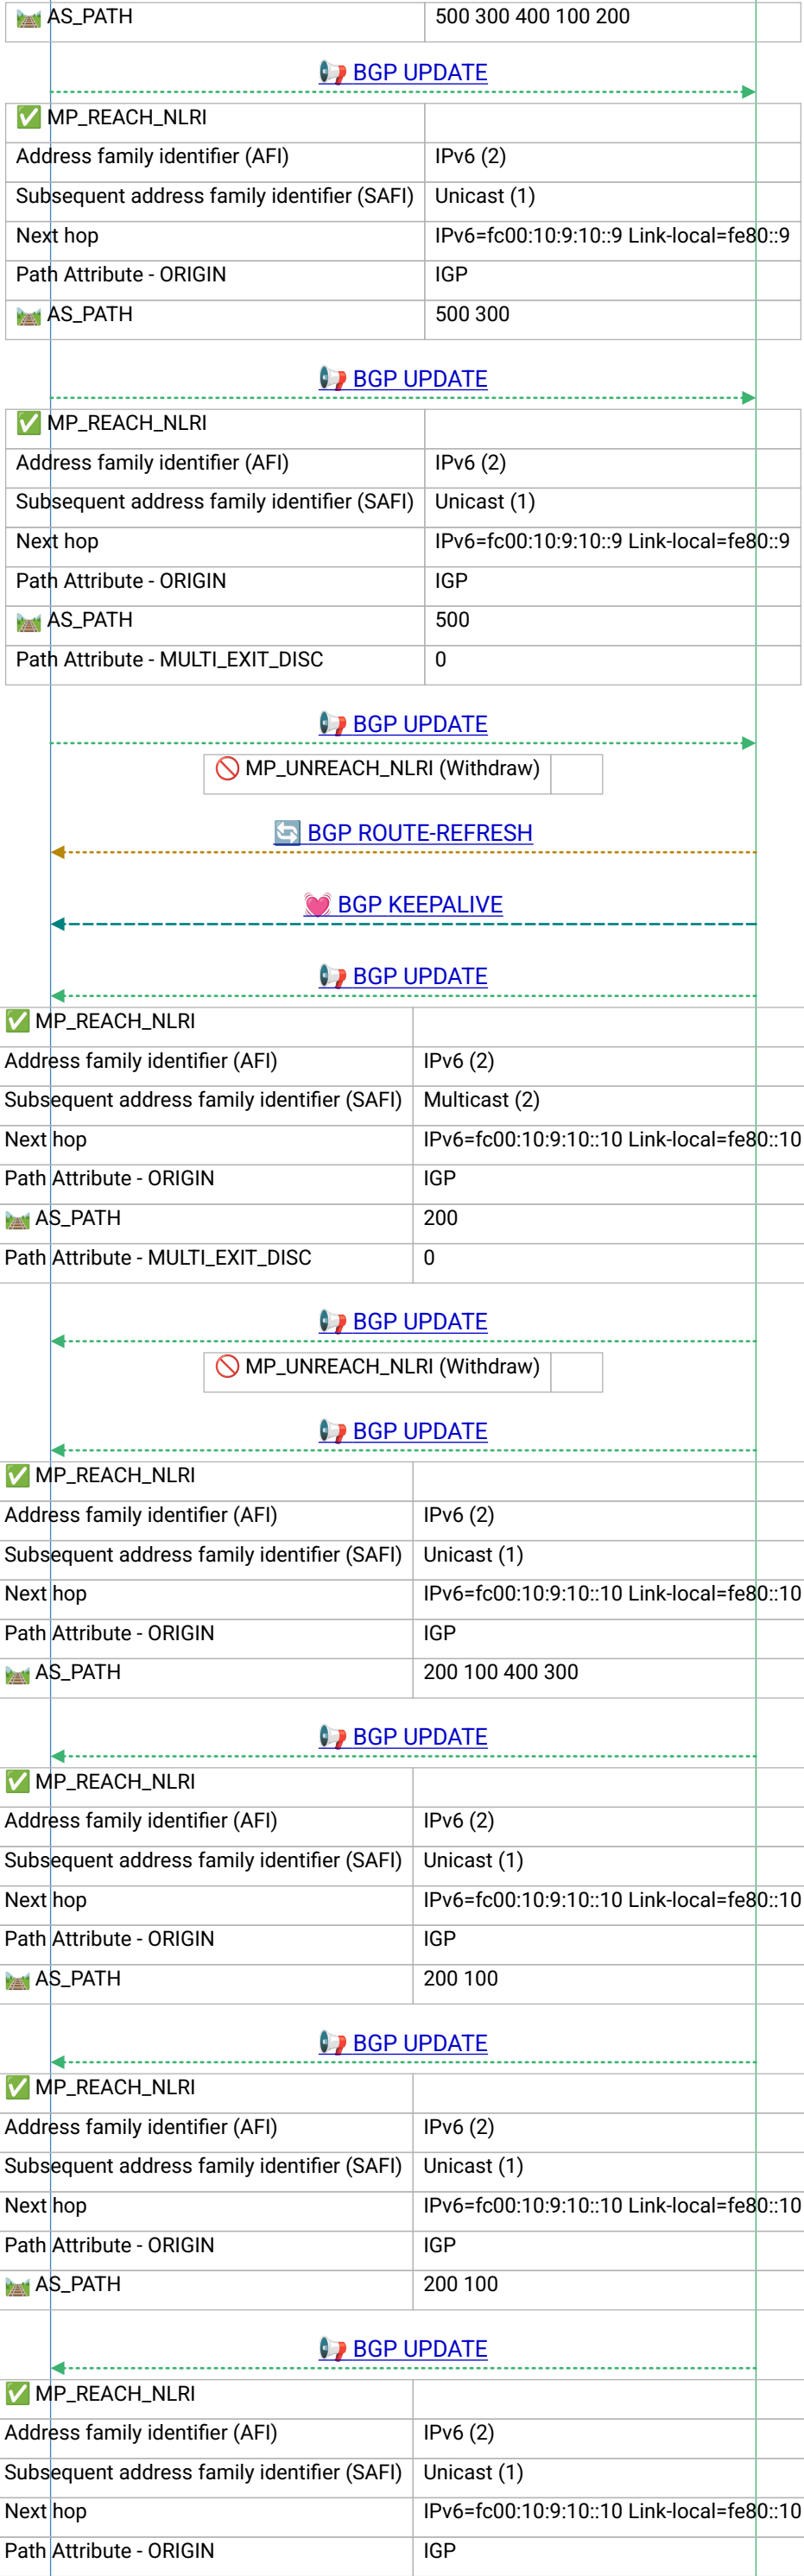 AS_PATH 500 300 400 100 200
BGP UPDATE
MP_REACH_NLRI
Address family identifier (AFI) IPv6 (2)
Subsequent address family identifier (SAFI) Unicast (1)
Next hop IPv6=fc00:10:9:10::9 Link-local=fe80::9
Path Attribute - ORIGIN IGP
AS_PATH 500 300
BGP UPDATE
MP_REACH_NLRI
Address family identifier (AFI) IPv6 (2)
Subsequent address family identifier (SAFI) Unicast (1)
Next hop IPv6=fc00:10:9:10::9 Link-local=fe80::9
Path Attribute - ORIGIN IGP
AS_PATH 500
Path Attribute - MULTI_EXIT_DISC 0
BGP UPDATE
MP_UNREACH_NLRI (Withdraw)
BGP ROUTE-REFRESH
BGP KEEPALIVE
BGP UPDATE
MP_REACH_NLRI
Address family identifier (AFI) IPv6 (2)
Subsequent address family identifier (SAFI) Multicast (2)
Next hop IPv6=fc00:10:9:10::10 Link-local=fe80::10
Path Attribute - ORIGIN IGP
AS_PATH 200
Path Attribute - MULTI_EXIT_DISC 0
BGP UPDATE
MP_UNREACH_NLRI (Withdraw)
BGP UPDATE
MP_REACH_NLRI
Address family identifier (AFI) IPv6 (2)
Subsequent address family identifier (SAFI) Unicast (1)
Next hop IPv6=fc00:10:9:10::10 Link-local=fe80::10
Path Attribute - ORIGIN IGP
AS_PATH 200 100 400 300
BGP UPDATE
MP_REACH_NLRI
Address family identifier (AFI) IPv6 (2)
Subsequent address family identifier (SAFI) Unicast (1)
Next hop IPv6=fc00:10:9:10::10 Link-local=fe80::10
Path Attribute - ORIGIN IGP
AS_PATH 200 100
BGP UPDATE
MP_REACH_NLRI
Address family identifier (AFI) IPv6 (2)
Subsequent address family identifier (SAFI) Unicast (1)
Next hop IPv6=fc00:10:9:10::10 Link-local=fe80::10
Path Attribute - ORIGIN IGP
AS_PATH 200 100
BGP UPDATE
MP_REACH_NLRI
Address family identifier (AFI) IPv6 (2)
Subsequent address family identifier (SAFI) Unicast (1)
Next hop IPv6=fc00:10:9:10::10 Link-local=fe80::10
Path Attribute - ORIGIN IGP